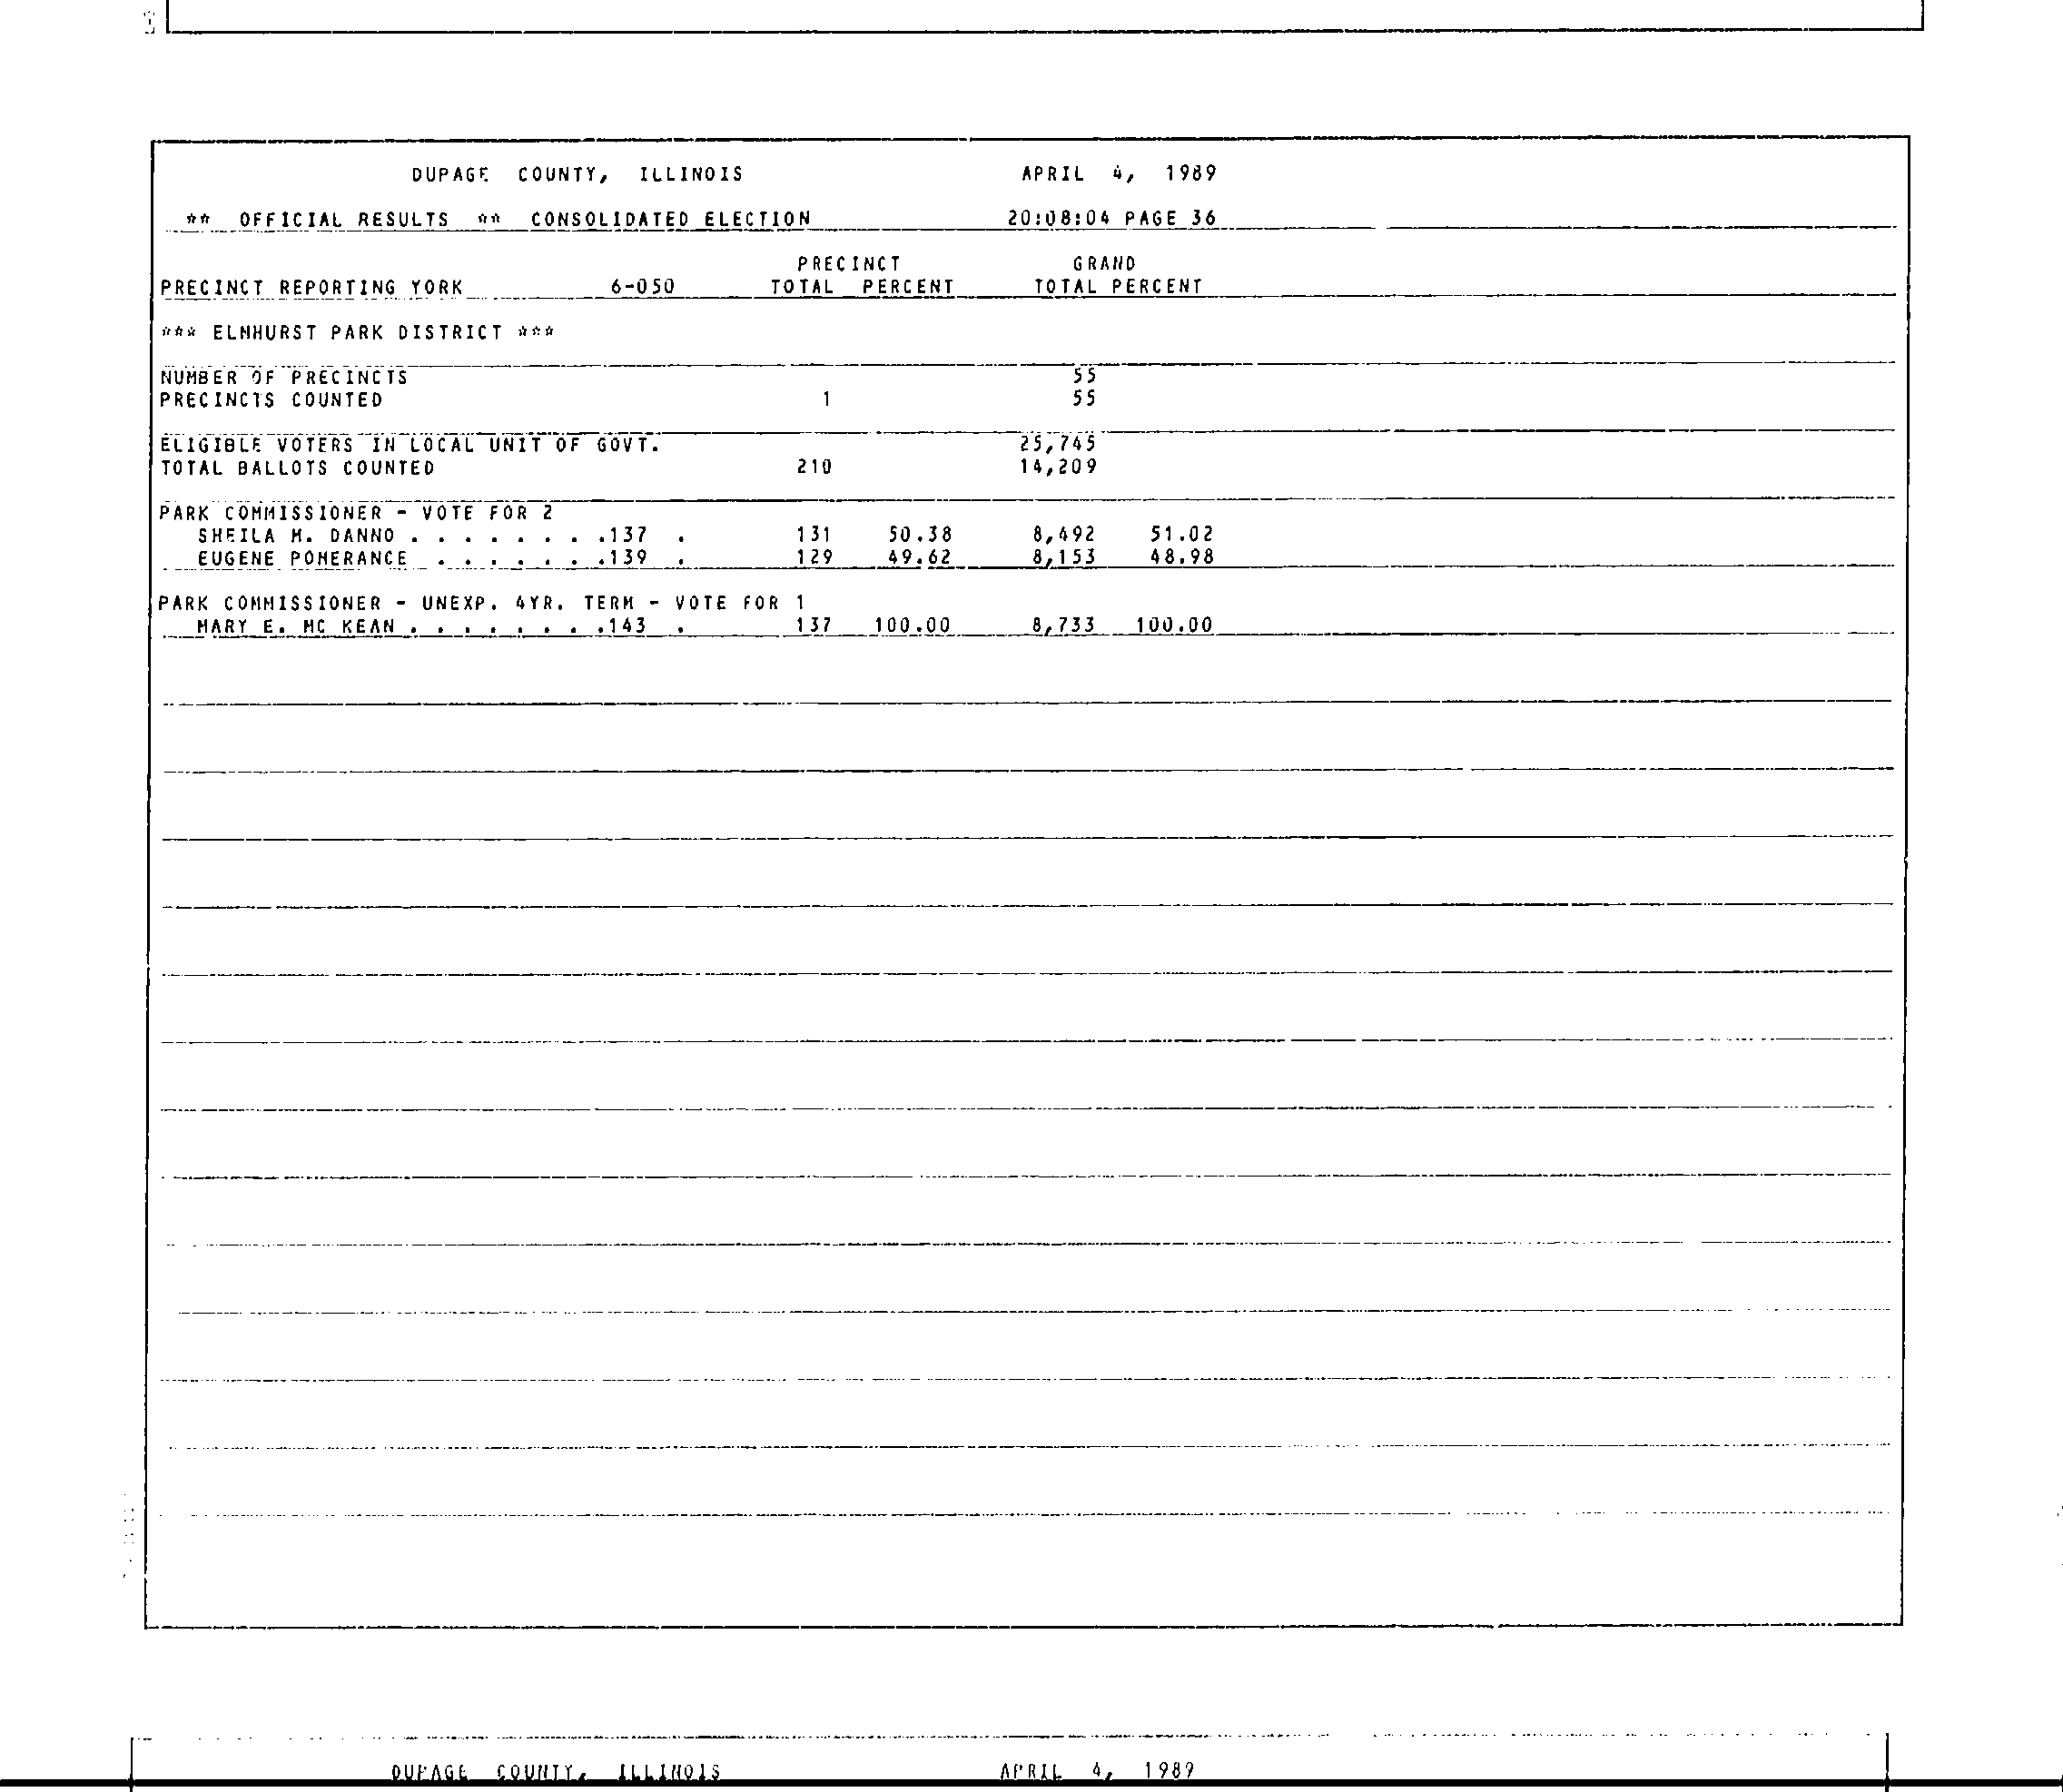 DUPAGE COUNTY, ILLINOIS APRIL 4, 1989
** OFFICIAL RESULTS ** CONSOLIDATED ELECTION 20:08:04 PAGE 36
PRECINCT GRAND
PRECINCT REPORTING YORK 6-050 TOTAL PERCENT TOTAL PERCENT
*** ELMHURST PARK DISTRICT ***
NUMBER OF PRECINCTS 55
PRECINCTS COUNTED 1 55
ELIGIBLE VOTERS IN LOCAL UNIT OF GOVT. 25,745
TOTAL BALLOTS COUNTED 210 14,209
PARK COMMISSIONER - VOTE FOR 2
SHEILA M. DANNO . . . . . . . .137 . 131 50.38 8,492 51.02
EUGENE POMERANCE . . . . . . .139 . 129 49.62 8,153 48.98
PARK COMMISSIONER - UNEXP. 4YR. TERM - VOTE FOR 1
MARY E. MC KEAN . . . . . . . .143 . 137 100.00 8,733 100.00
DUPAGE COUNTY, ILLINOIS APRIL 4, 1989